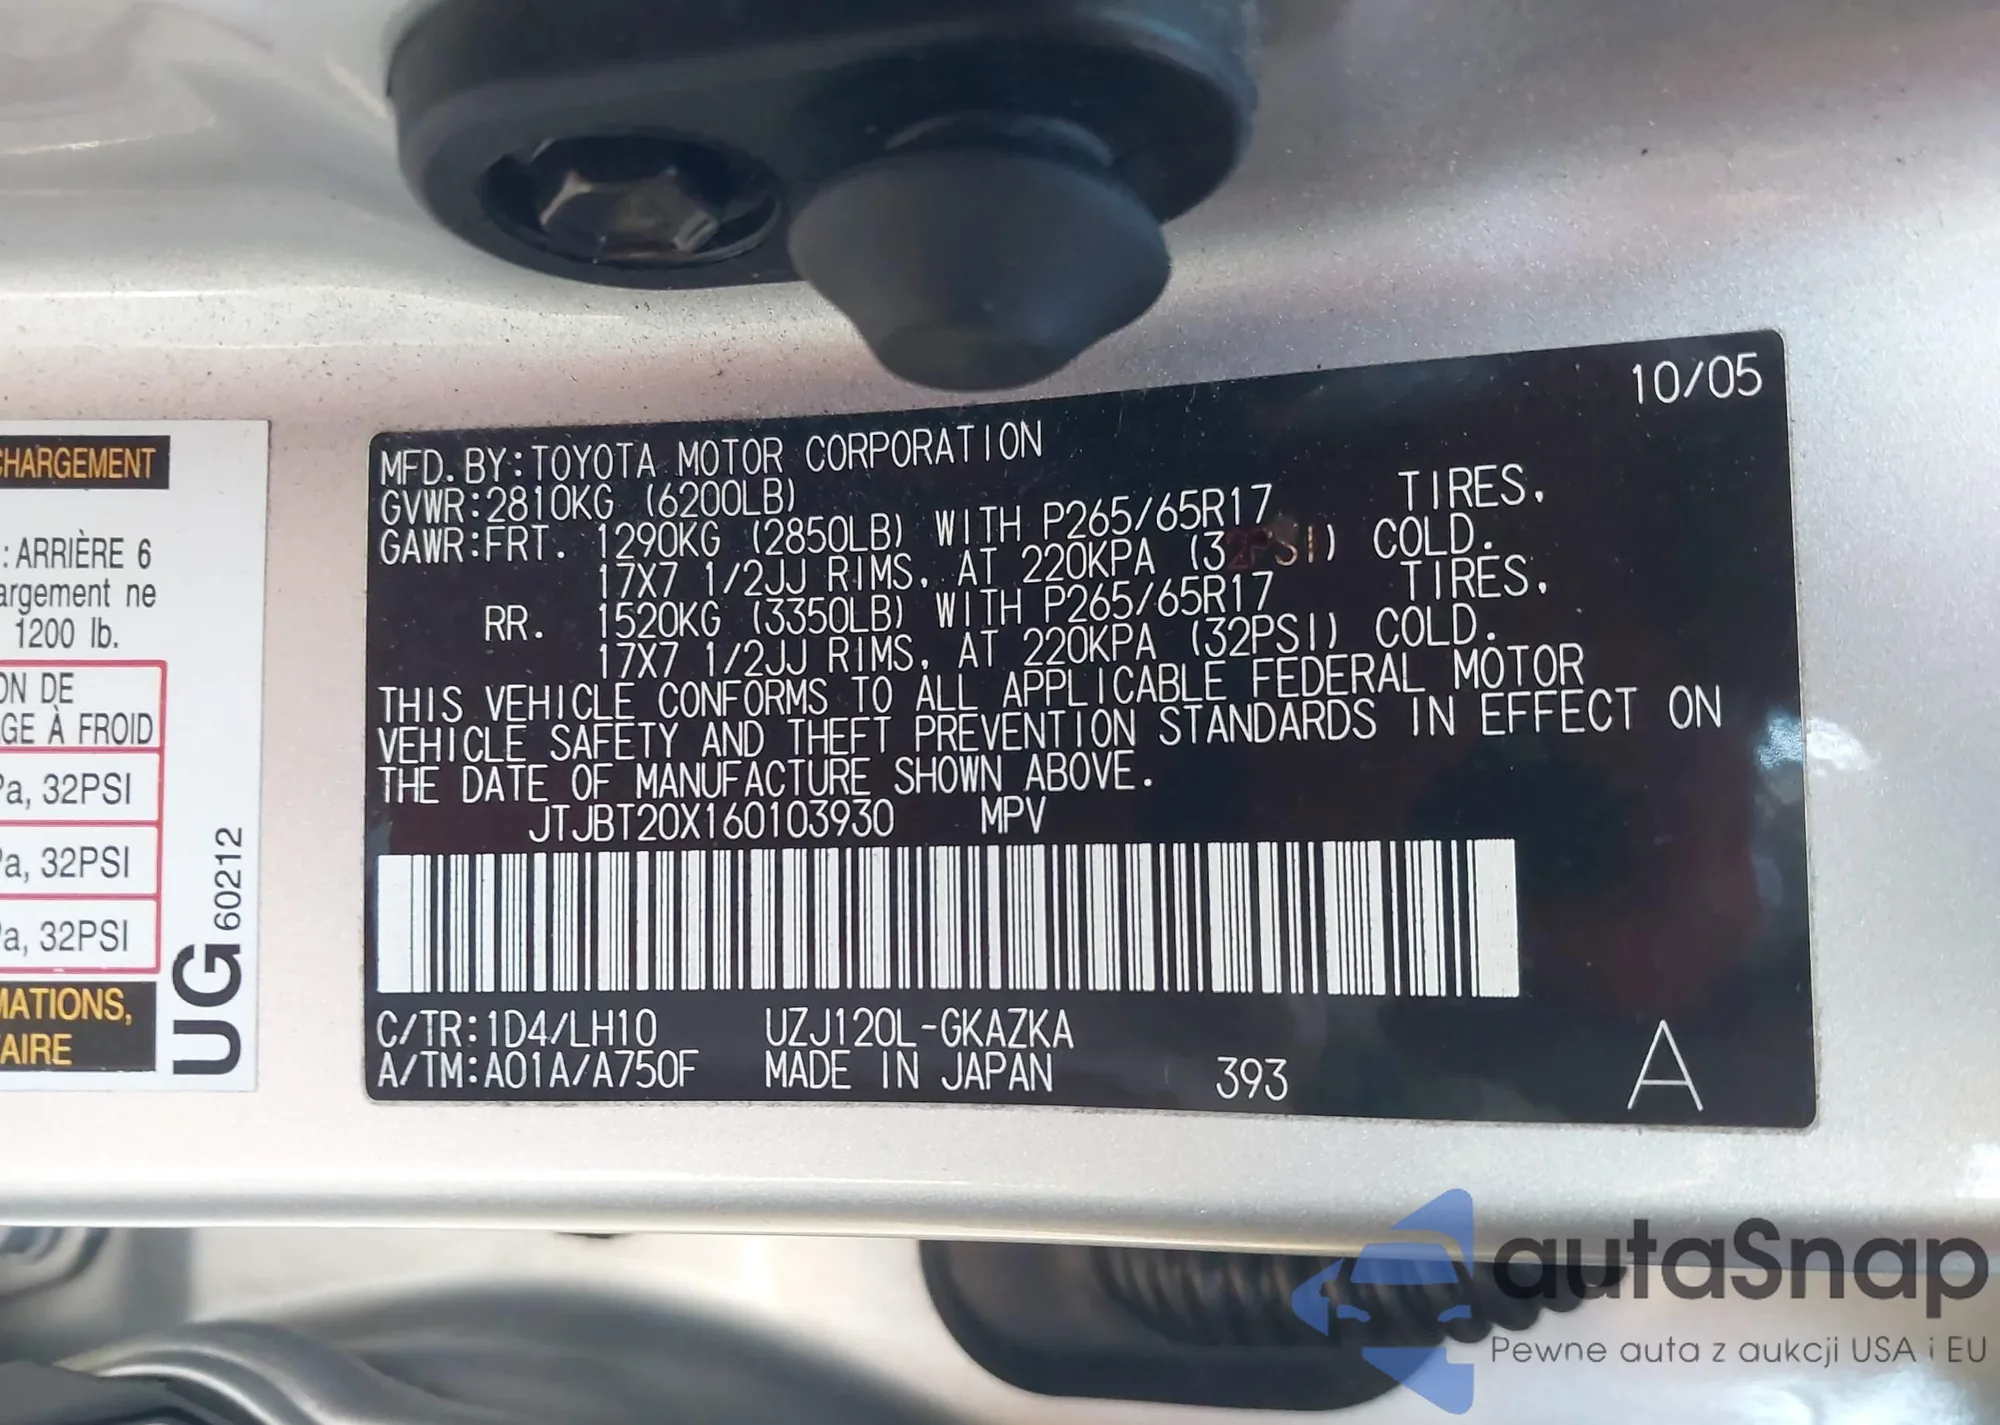 CHARGEMENT
: ARRIÈRE 6
argement ne
1200 lb.
ON DE
GE À FROID
Pa, 32PSI
Pa, 32PSI
Pa, 32PSI
MATIONS,
AIRE
UG 60212
10/05
MFD. BY: TOYOTA MOTOR CORPORATION
GVWR: 2810KG (6200LB)
GAWR: FRT. 1290KG (2850LB) WITH P265/65R17 TIRES,
17X7 1/2JJ RIMS, AT 220KPA (32PSI) COLD.
RR. 1520KG (3350LB) WITH P265/65R17 TIRES,
17X7 1/2JJ RIMS, AT 220KPA (32PSI) COLD.
THIS VEHICLE CONFORMS TO ALL APPLICABLE FEDERAL MOTOR
VEHICLE SAFETY AND THEFT PREVENTION STANDARDS IN EFFECT ON
THE DATE OF MANUFACTURE SHOWN ABOVE.
JTJBT20X160103930 MPV
C/TR: 1D4/LH10 UZJ120L-GKAZKA
A/TM: A01A/A750F MADE IN JAPAN 393 A
autaSnap
Pewne auta z aukcji USA i EU